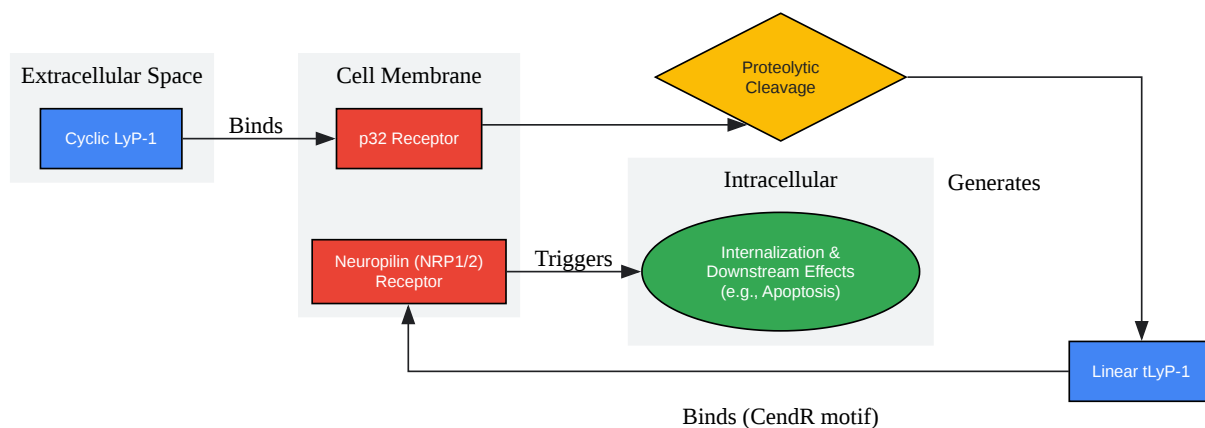 Extracellular Space
Cyclic LyP-1
Binds
Cell Membrane
p32 Receptor
Proteolytic
Cleavage
Generates
Linear tLyP-1
Binds (CendR motif)
Neuropilin (NRP1/2)
Receptor
Triggers
Intracellular
Internalization &
Downstream Effects
(e.g., Apoptosis)